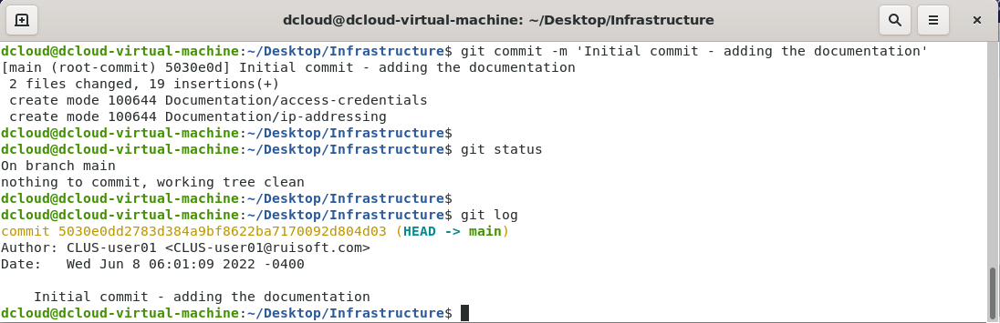 dcloud@dcloud-virtual-machine: ~/Desktop/Infrastructure
dcloud@dcloud-virtual-machine:~/Desktop/Infrastructure$ git commit -m 'Initial commit - adding the documentation'
[main (root-commit) 5030e0d] Initial commit - adding the documentation
 2 files changed, 19 insertions(+)
 create mode 100644 Documentation/access-credentials
 create mode 100644 Documentation/ip-addressing
dcloud@dcloud-virtual-machine:~/Desktop/Infrastructure$
dcloud@dcloud-virtual-machine:~/Desktop/Infrastructure$ git status
On branch main
nothing to commit, working tree clean
dcloud@dcloud-virtual-machine:~/Desktop/Infrastructure$
dcloud@dcloud-virtual-machine:~/Desktop/Infrastructure$ git log
commit 5030e0dd2783d384a9bf8622ba7170092d804d03 (HEAD -> main)
Author: CLUS-user01 <CLUS-user01@ruisoft.com>
Date:   Wed Jun 8 06:01:09 2022 -0400
    Initial commit - adding the documentation
dcloud@dcloud-virtual-machine:~/Desktop/Infrastructure$